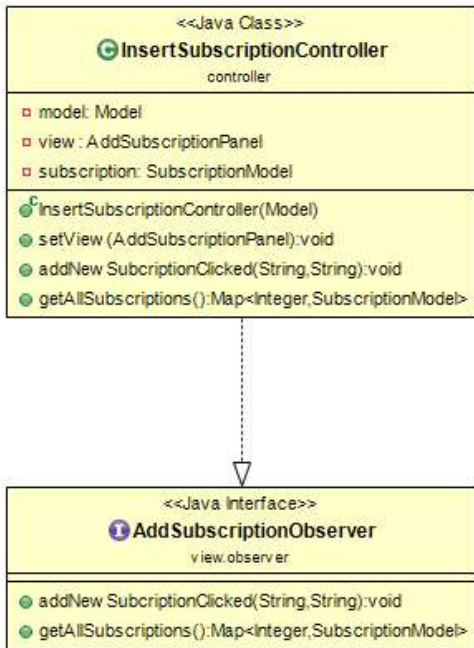 <<Java Class>>
InsertSubscriptionController
controller
model: Model
view : AddSubscriptionPanel
subscription: SubscriptionModel
InsertSubscriptionController(Model)
setView (AddSubscriptionPanel):void
addNew SubcriptionClicked(String,String):void
getAllSubscriptions():Map<Integer,SubscriptionModel>
<<Java Interface>>
AddSubscriptionObserver
view.observer
addNew SubcriptionClicked(String,String):void
getAllSubscriptions():Map<Integer,SubscriptionModel>